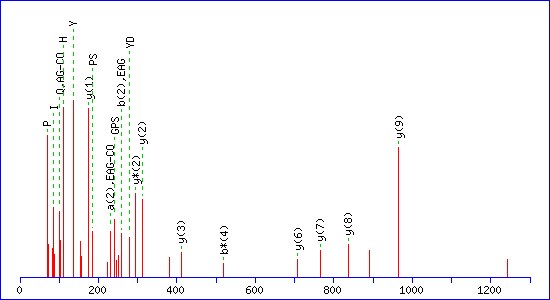 P
I
Q,AG-CO
H
Y
y(1)
PS
a(2),EAG-CO
GPS
b(2),EAG
YD
y*(2)
y(2)
y(3)
b*(4)
y(6)
y(7)
y(8)
y(9)
0 200 400 600 800 1000 1200